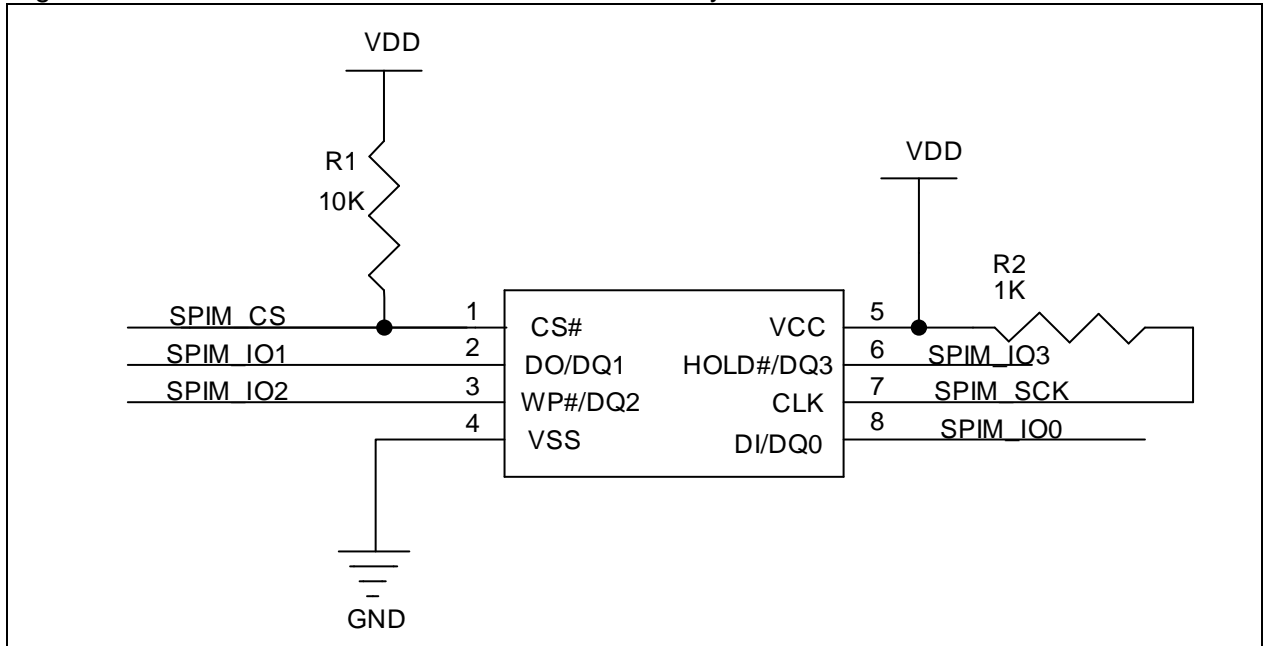 VDD
R1
10K
VDD
R2
1K
SPIM_CS
1
CS#
VCC
5
SPIM_IO1
2
DO/DQ1
HOLD#/DQ3
6
SPIM_IO3
SPIM_IO2
3
WP#/DQ2
CLK
7
SPIM_SCK
4
VSS
DI/DQ0
8
SPIM_IO0
GND